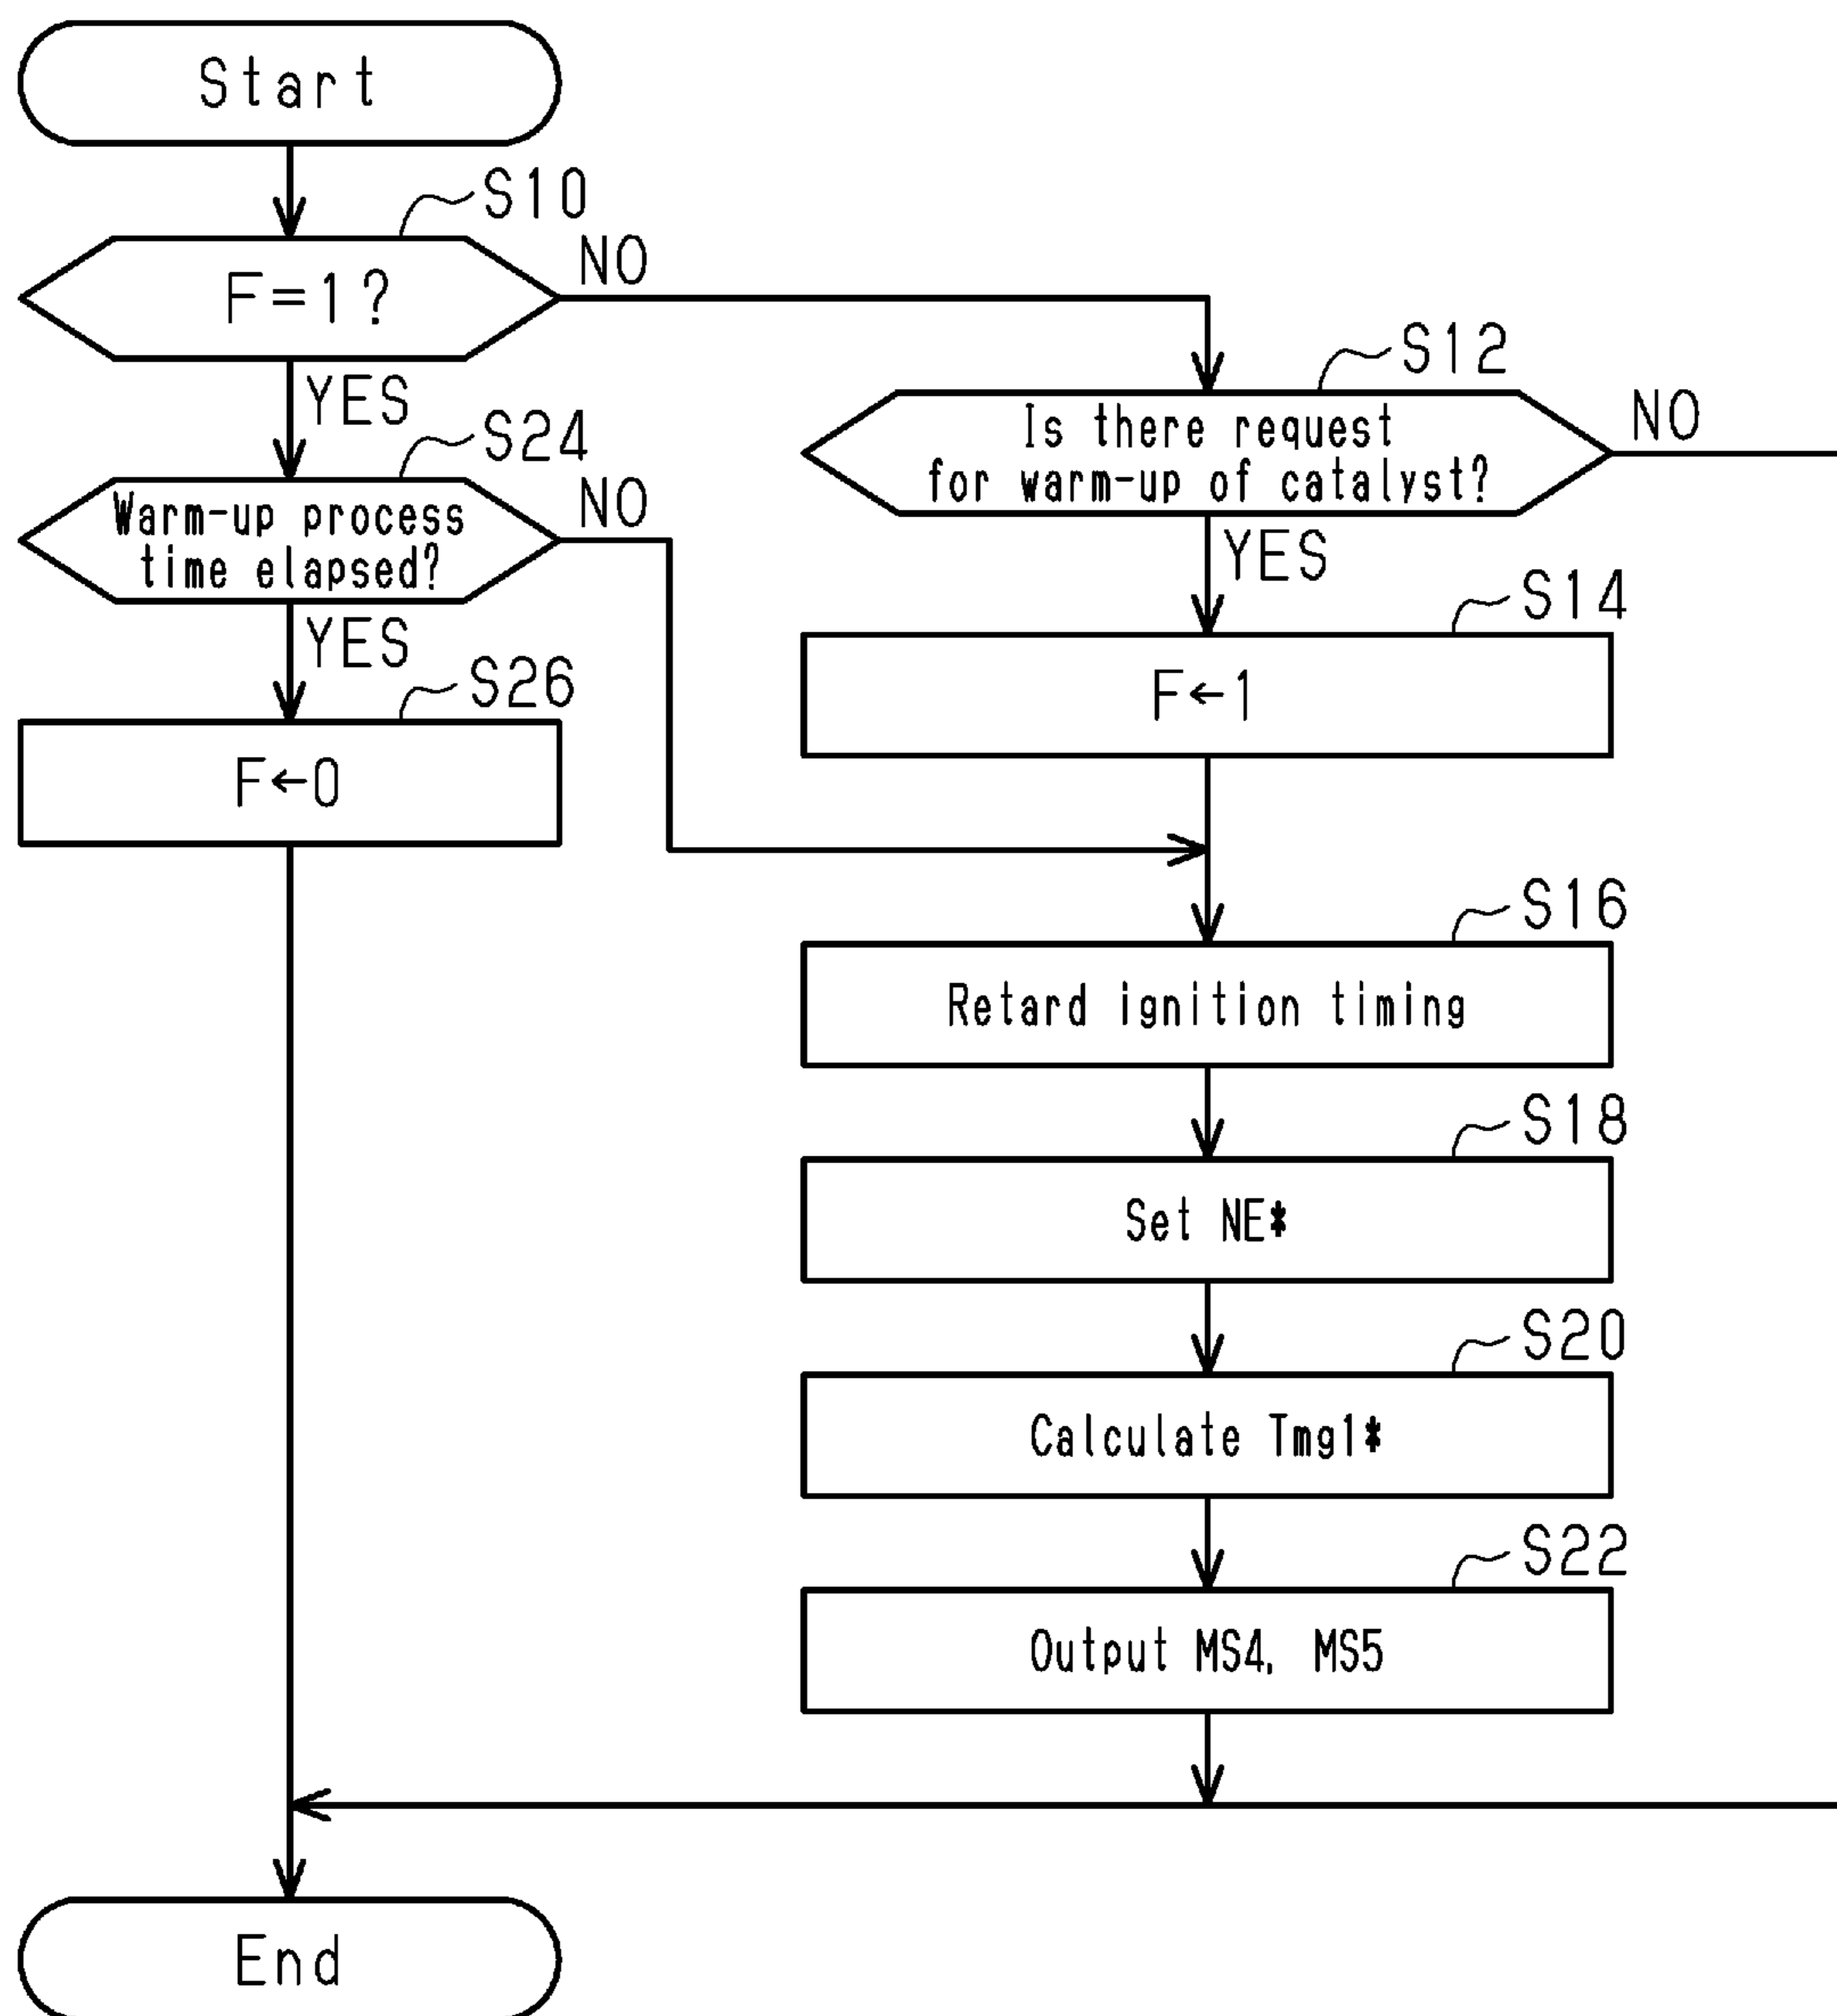 Start
S10
F=1?
NO
YES
S12
Is there request
for warm-up of catalyst?
NO
YES
S24
Warm-up process
time elapsed?
NO
YES
S14
F←1
S26
F←0
S16
Retard ignition timing
S18
Set NE*
S20
Calculate Tmg1*
S22
Output MS4, MS5
End